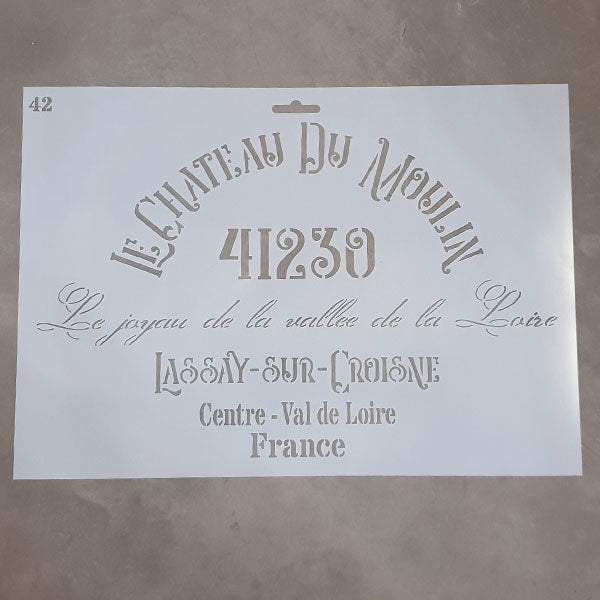 42
Le Chateau Du Moulin
41230
Le joyau de la vallee de la Loire
Lassay-sur-Croisne
Centre - Val de Loire
France